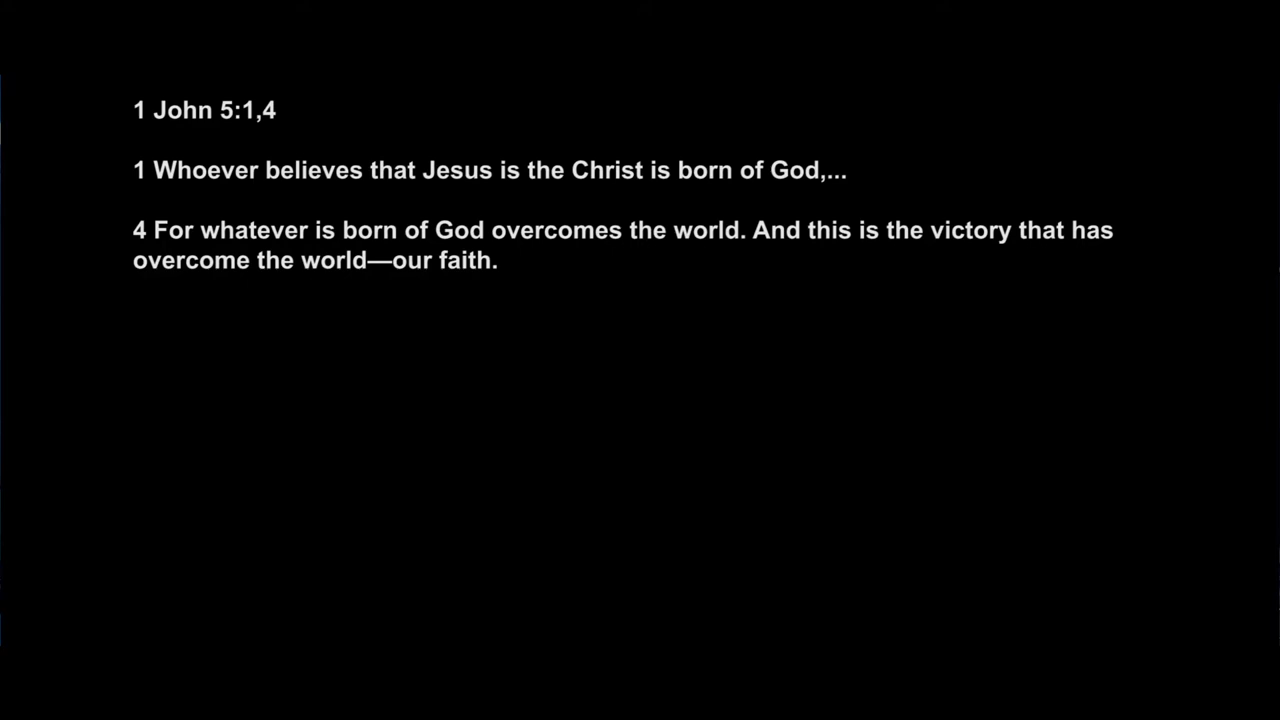 1 John 5:1,4
1 Whoever believes that Jesus is the Christ is born of God,...
4 For whatever is born of God overcomes the world. And this is the victory that has
overcome the world—our faith.